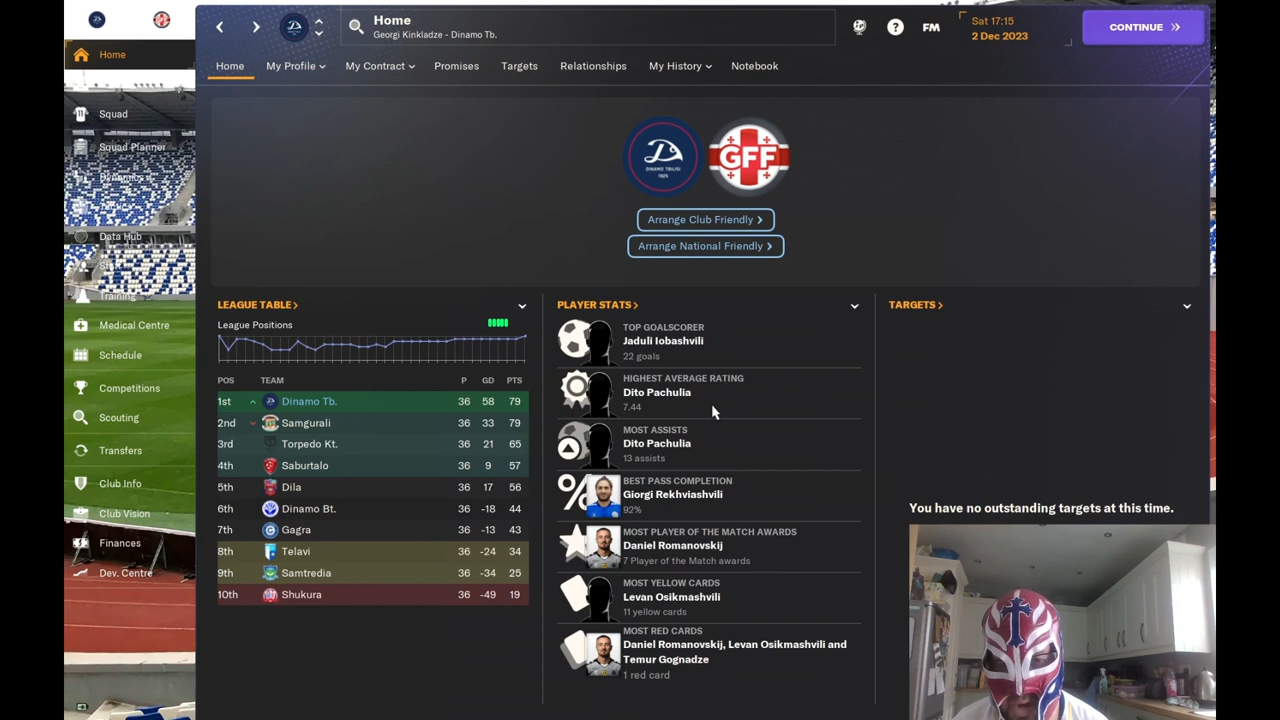 Home
Georgi Kinkladze - Dinamo Tb.
?
FM
Sat 17:15
2 Dec 2023
CONTINUE
Home
Home
My Profile
My Contract
Promises
Targets
Relationships
My History
Notebook
Squad
Squad Planner
Dynamics
Data Hub
Training
Medical Centre
Schedule
Competitions
Scouting
Transfers
Club Info
Club Vision
Finances
Dev. Centre
DINAMO TBILISI
1925
GFF
Arrange Club Friendly >
Arrange National Friendly >
LEAGUE TABLE >
League Positions
POS TEAM P GD PTS
1st Dinamo Tb. 36 58 79
2nd Samgurali 36 33 79
3rd Torpedo Kt. 36 21 65
4th Saburtalo 36 9 57
5th Dila 36 17 56
6th Dinamo Bt. 36 -18 44
7th Gagra 36 -13 43
8th Telavi 36 -24 34
9th Samtredia 36 -34 25
10th Shukura 36 -49 19
PLAYER STATS >
TOP GOALSCORER
Jaduli Iobashvili
22 goals
HIGHEST AVERAGE RATING
Dito Pachulia
7.44
MOST ASSISTS
Dito Pachulia
13 assists
BEST PASS COMPLETION
Giorgi Rekhviashvili
92%
MOST PLAYER OF THE MATCH AWARDS
Daniel Romanovskij
7 Player of the Match awards
MOST YELLOW CARDS
Levan Osikmashvili
11 yellow cards
MOST RED CARDS
Daniel Romanovskij, Levan Osikmashvili and
Temur Gognadze
1 red card
TARGETS >
You have no outstanding targets at this time.